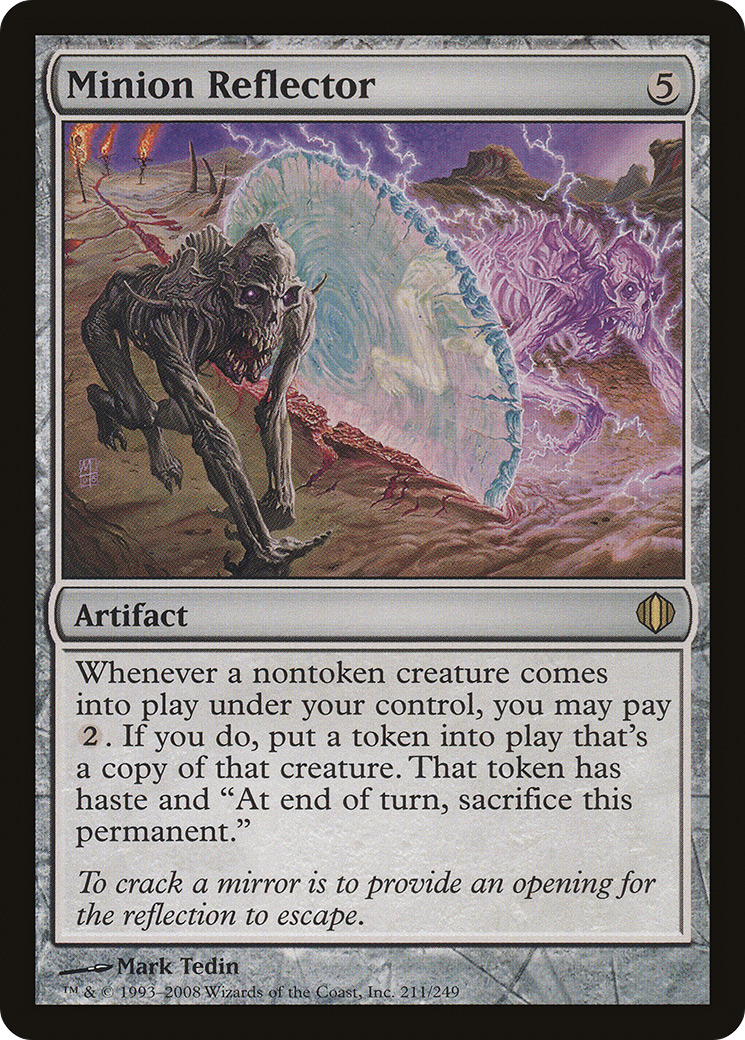 Minion Reflector 5
Artifact
Whenever a nontoken creature comes
into play under your control, you may pay
2. If you do, put a token into play that's
a copy of that creature. That token has
haste and “At end of turn, sacrifice this
permanent.”
To crack a mirror is to provide an opening for
the reflection to escape.
Mark Tedin
™ & © 1993–2008 Wizards of the Coast, Inc. 211/249